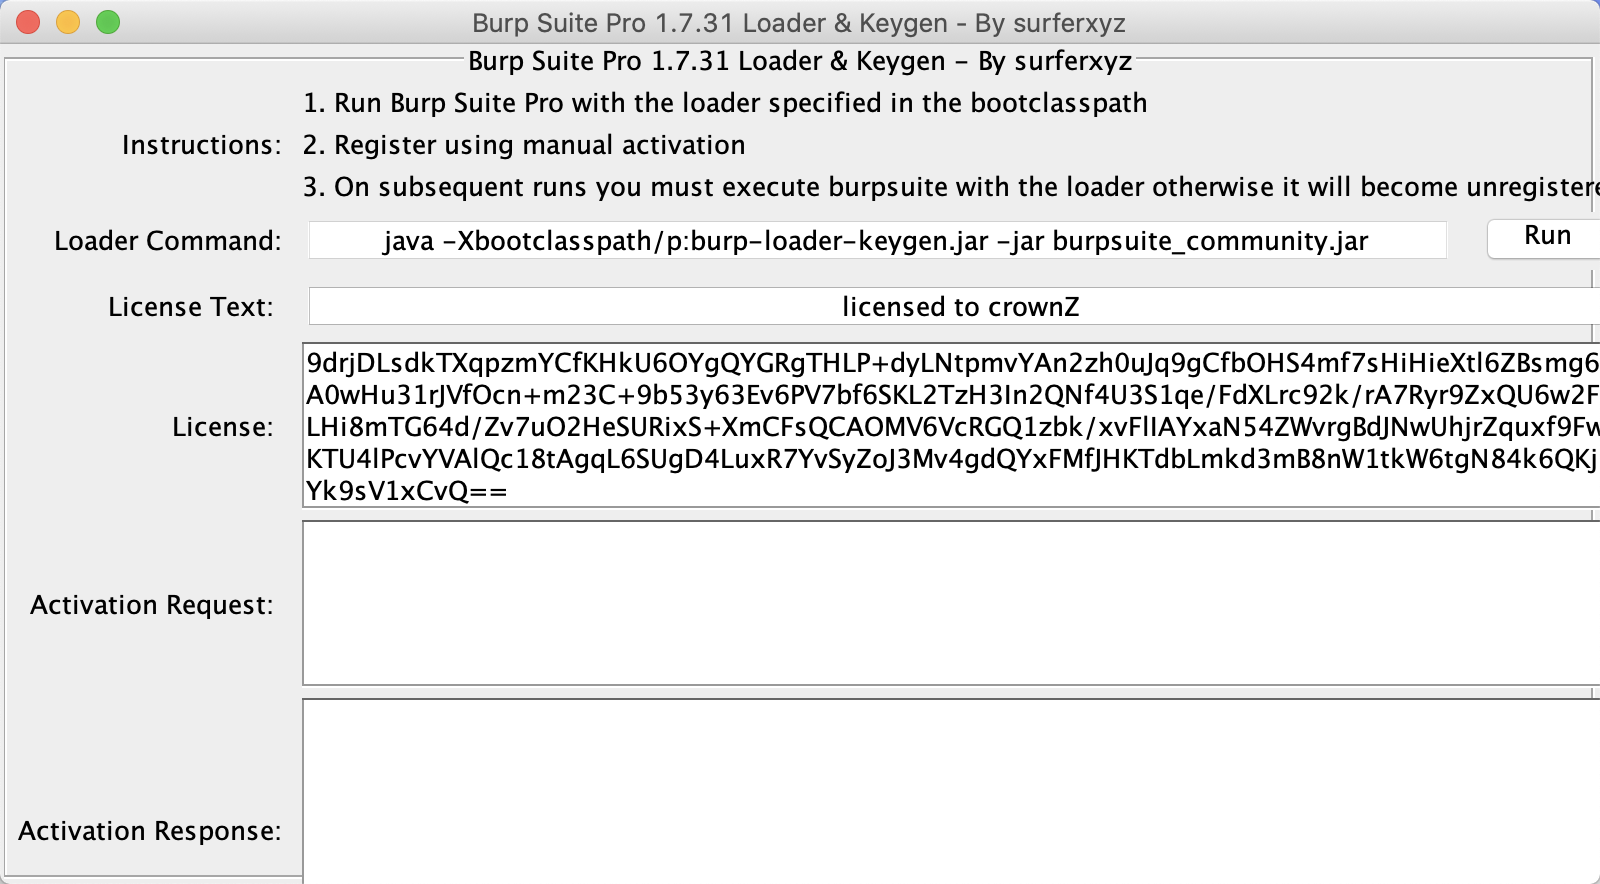 Burp Suite Pro 1.7.31 Loader & Keygen - By surferxyz
Burp Suite Pro 1.7.31 Loader & Keygen - By surferxyz
Instructions:
1. Run Burp Suite Pro with the loader specified in the bootclasspath
2. Register using manual activation
3. On subsequent runs you must execute burpsuite with the loader otherwise it will become unregistere
Loader Command: java -Xbootclasspath/p:burp-loader-keygen.jar -jar burpsuite_community.jar Run
License Text: licensed to crownZ
License:
9drjDLsdkTXqpzmYCfKHkU6OYgQYGRgTHLP+dyLNtpmvYAn2zh0uJq9gCfbOHS4mf7sHiHieXtl6ZBsmg6
A0wHu31rJVfOcn+m23C+9b53y63Ev6PV7bf6SKL2TzH3In2QNf4U3S1qe/FdXLrc92k/rA7Ryr9ZxQU6w2F
LHi8mTG64d/Zv7uO2HeSURixS+XmCFsQCAOMV6VcRGQ1zbk/xvFlIAYxaN54ZWvrgBdJNwUhjrZquxf9Fw
KTU4lPcvYVAlQc18tAgqL6SUgD4LuxR7YvSyZoJ3Mv4gdQYxFMfJHKTdbLmkd3mB8nW1tkW6tgN84k6QKj
Yk9sV1xCvQ==
Activation Request:
Activation Response: